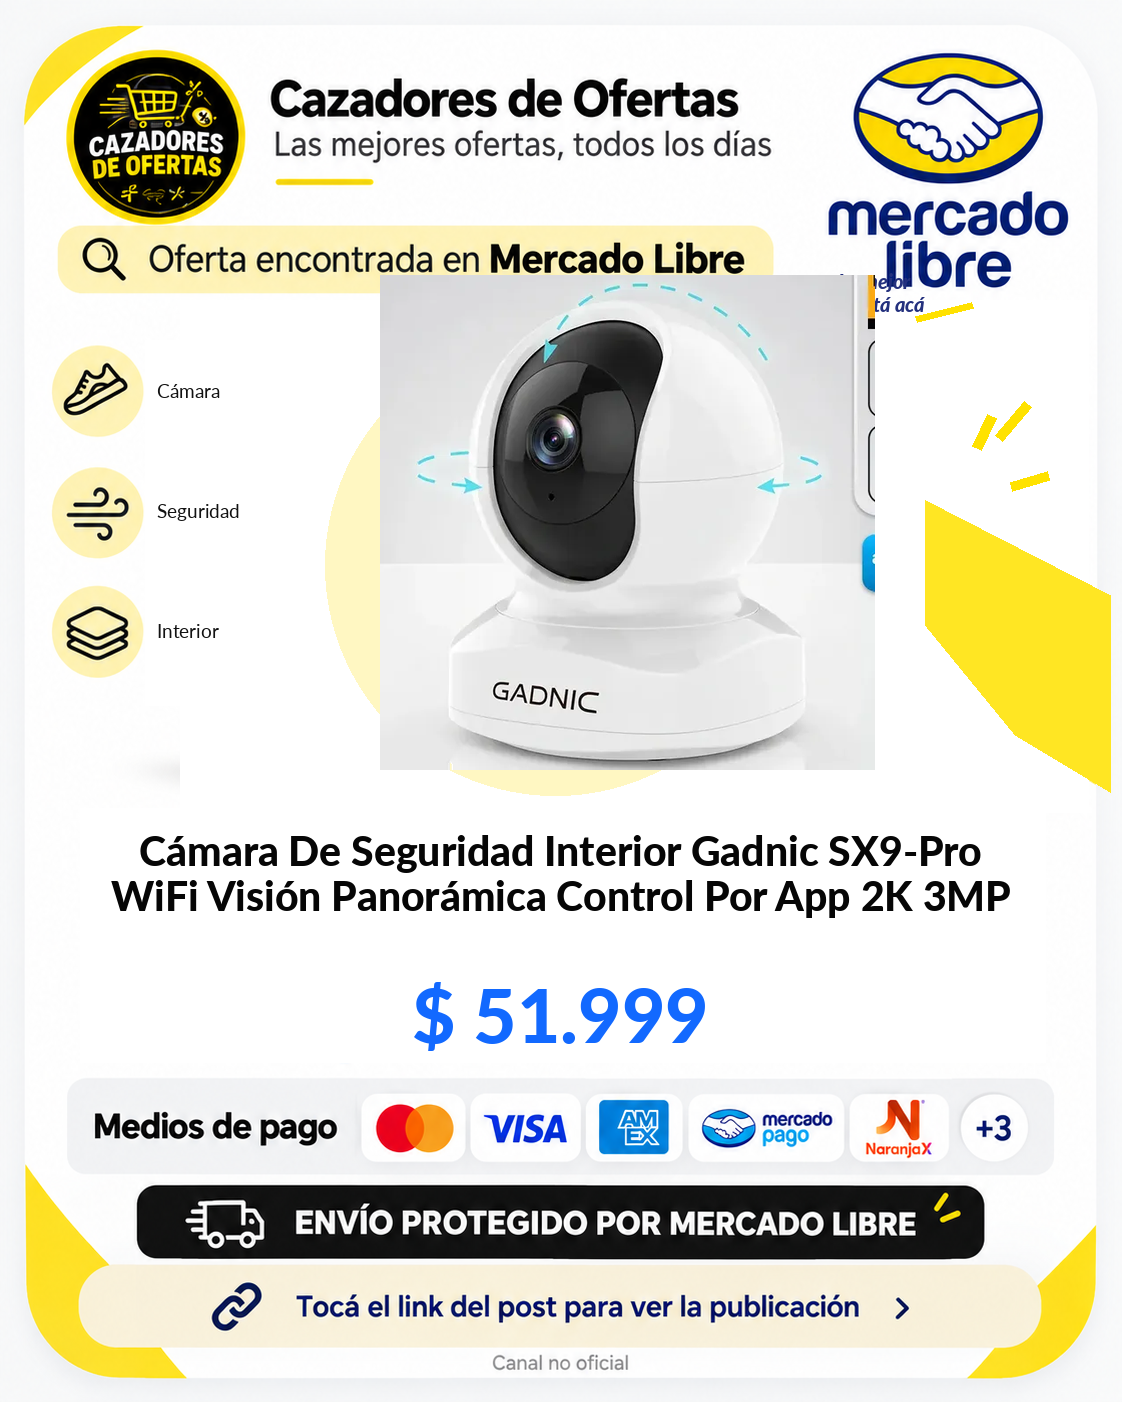 CAZADORES
DE OFERTAS
Cazadores de Ofertas
Las mejores ofertas, todos los días
mercado
libre
Oferta encontrada en Mercado Libre
tá acá
Cámara
Seguridad
Interior
GADNIC
Cámara De Seguridad Interior Gadnic SX9-Pro
WiFi Visión Panorámica Control Por App 2K 3MP
$ 51.999
Medios de pago
VISA
AM
EX
mercado
pago
NaranjaX
+3
ENVÍO PROTEGIDO POR MERCADO LIBRE
Tocá el link del post para ver la publicación
Canal no oficial